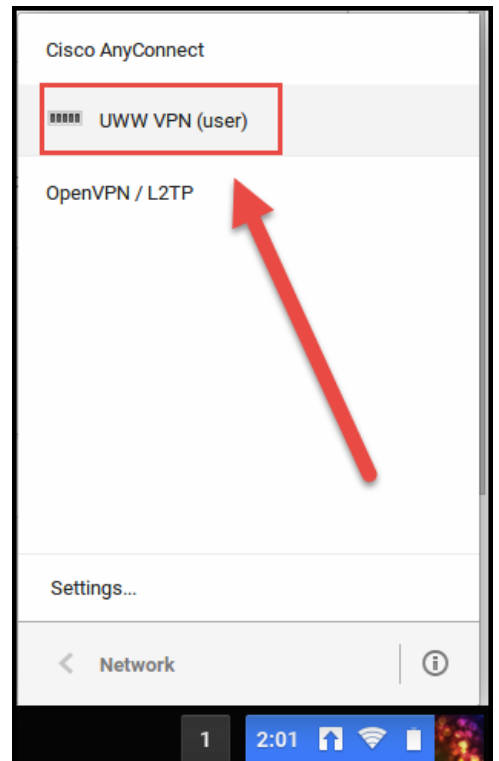 Cisco AnyConnect
UWW VPN (user)
OpenVPN / L2TP
Settings...
Network
1 2:01